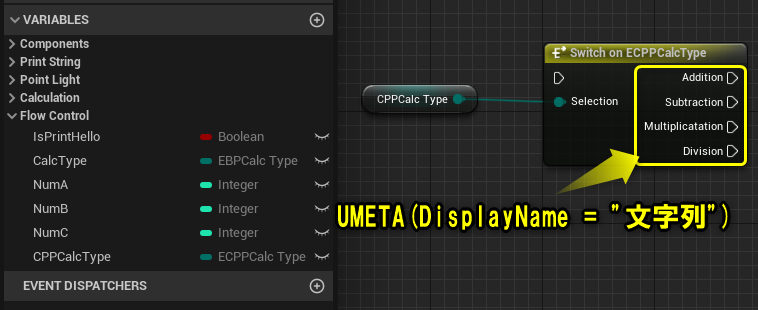 VARIABLES
Components
Print String
Point Light
Calculation
Flow Control
IsPrintHello Boolean
CalcType EBPCalc Type
NumA Integer
NumB Integer
NumC Integer
CPPCalcType ECPPCalc Type
EVENT DISPATCHERS
CPPCalc Type
Switch on ECPPCalcType
Selection
Addition
Subtraction
Multiplicatation
Division
UMETA(DisplayName = "文字列")